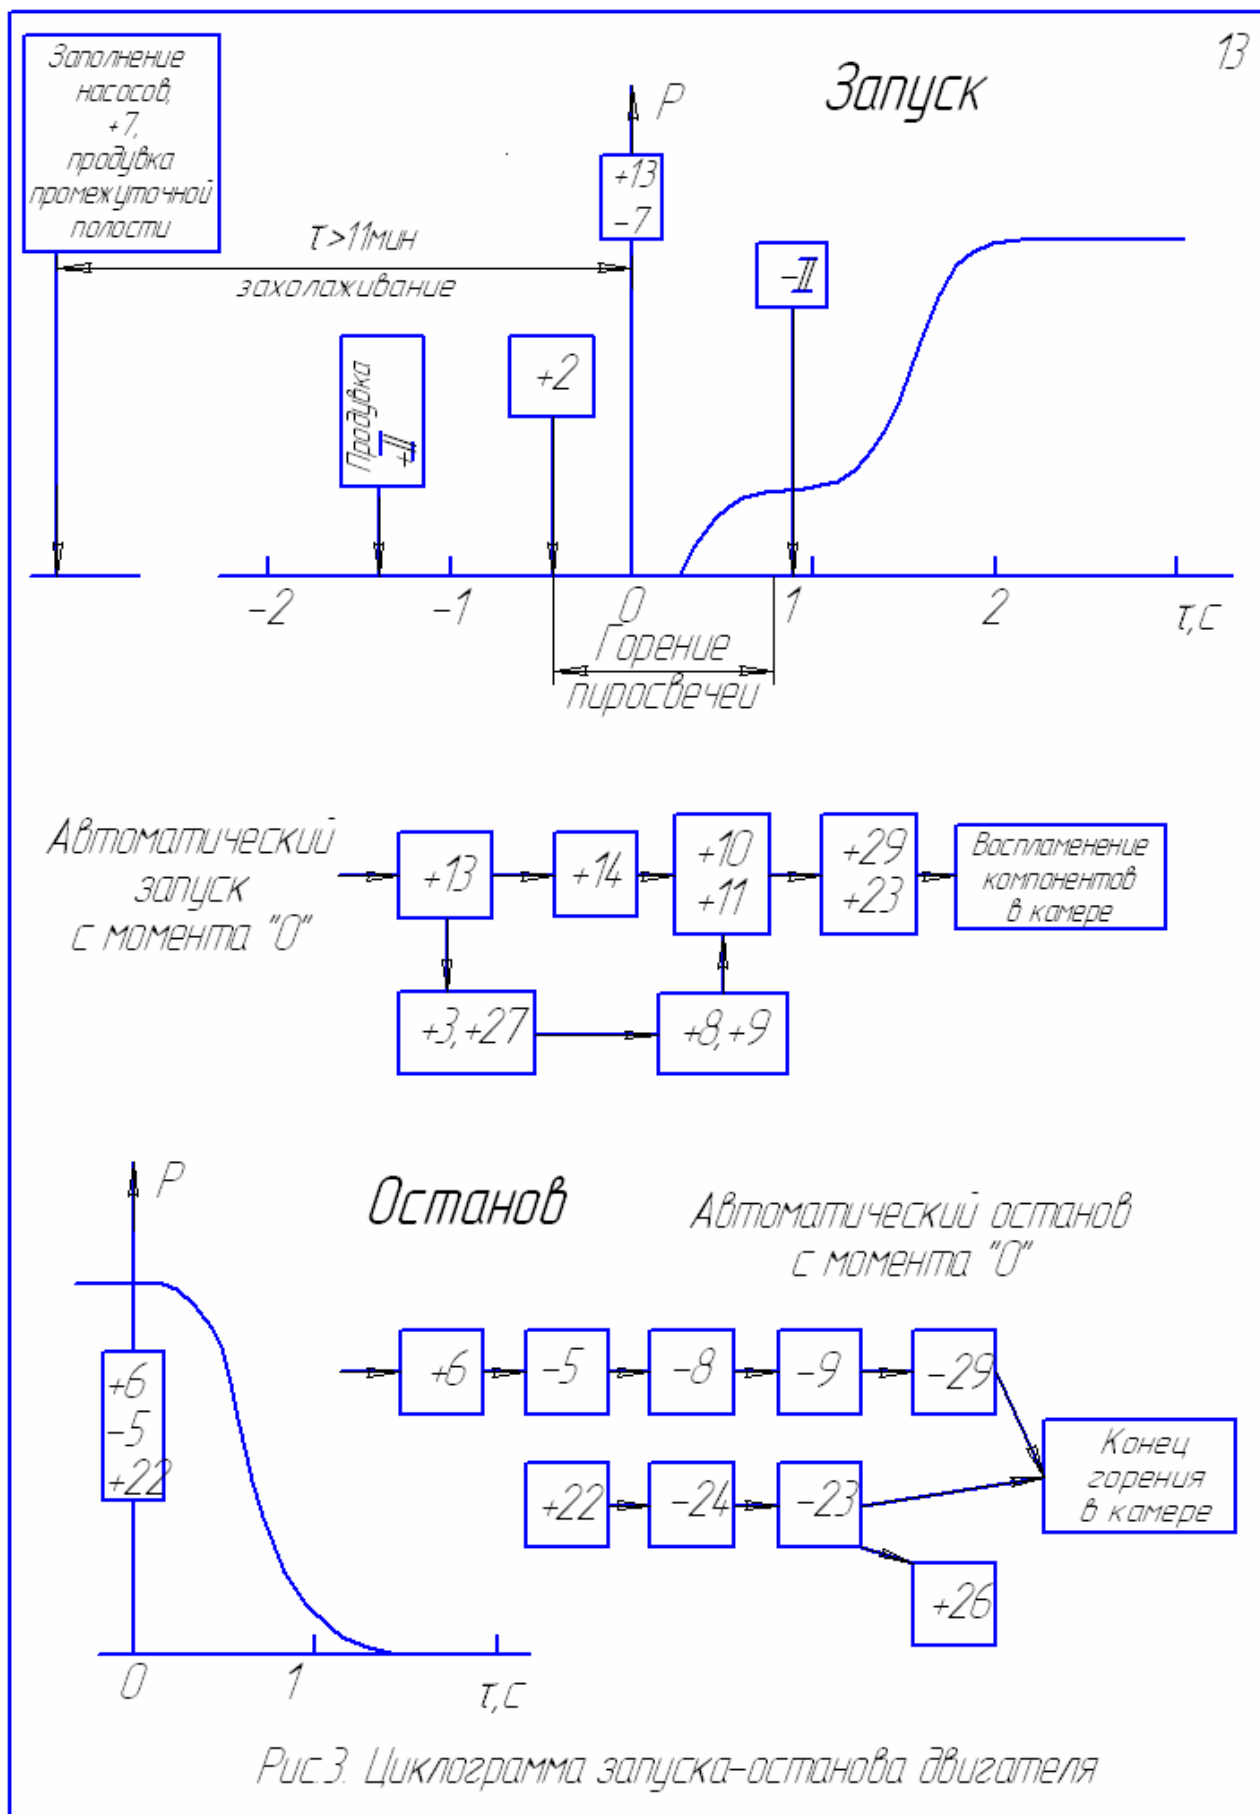 13
Запуск
Заполнение
насосов,
+7,
продувка
промежуточной
полости
P
+13
-7
τ>11мин
захолаживание
-II
+2
Продувка
+II
-2
-1
0
1
2
τ,с
Горение
пиросвечей
Автоматический
запуск
с момента "0"
+13
+14
+10
+11
+29
+23
Воспламенение
компонентов
в камере
+3,+27
+8,+9
P
Останов
Автоматический останов
с момента "0"
+6
-5
+22
+6
-5
-8
-9
-29
+22
-24
-23
Конец
горения
в камере
+26
0
1
τ,с
Рис.3. Циклограмма запуска-останова двигателя